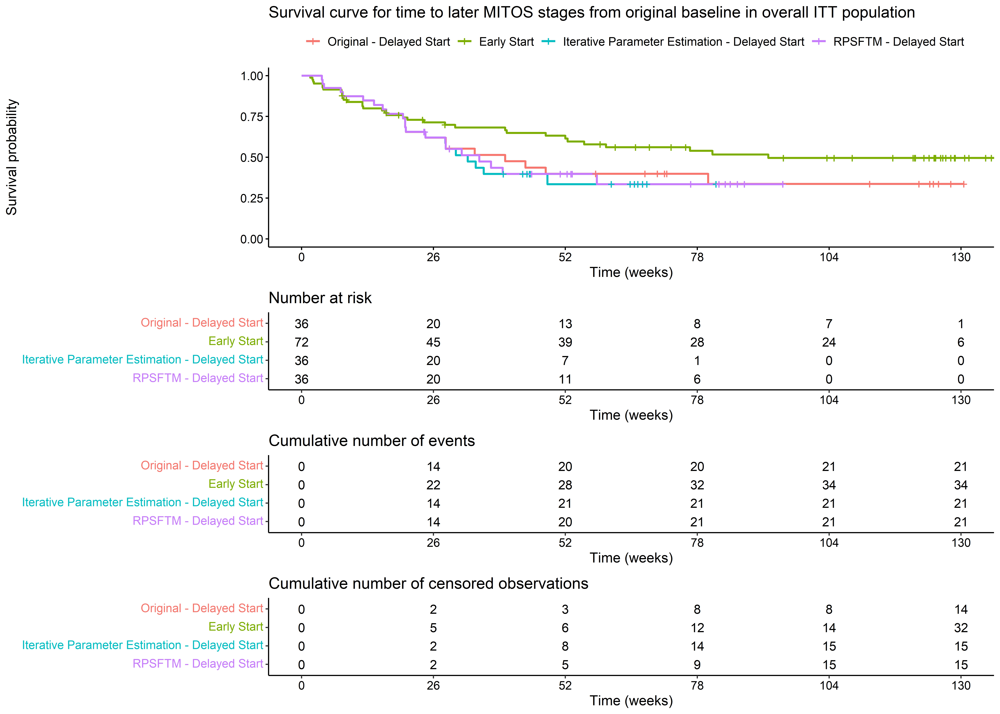 Survival curve for time to later MITOS stages from original baseline in overall ITT population
Original - Delayed Start Early Start Iterative Parameter Estimation - Delayed Start RPSFTM - Delayed Start
Survival probability
1.00
0.75
0.50
0.25
0.00
0 26 52 78 104 130
Time (weeks)
Number at risk
Original - Delayed Start 36 20 13 8 7 1
Early Start 72 45 39 28 24 6
Iterative Parameter Estimation - Delayed Start 36 20 7 1 0 0
RPSFTM - Delayed Start 36 20 11 6 0 0
0 26 52 78 104 130
Time (weeks)
Cumulative number of events
Original - Delayed Start 0 14 20 20 21 21
Early Start 0 22 28 32 34 34
Iterative Parameter Estimation - Delayed Start 0 14 21 21 21 21
RPSFTM - Delayed Start 0 14 20 21 21 21
0 26 52 78 104 130
Time (weeks)
Cumulative number of censored observations
Original - Delayed Start 0 2 3 8 8 14
Early Start 0 5 6 12 14 32
Iterative Parameter Estimation - Delayed Start 0 2 8 14 15 15
RPSFTM - Delayed Start 0 2 5 9 15 15
0 26 52 78 104 130
Time (weeks)